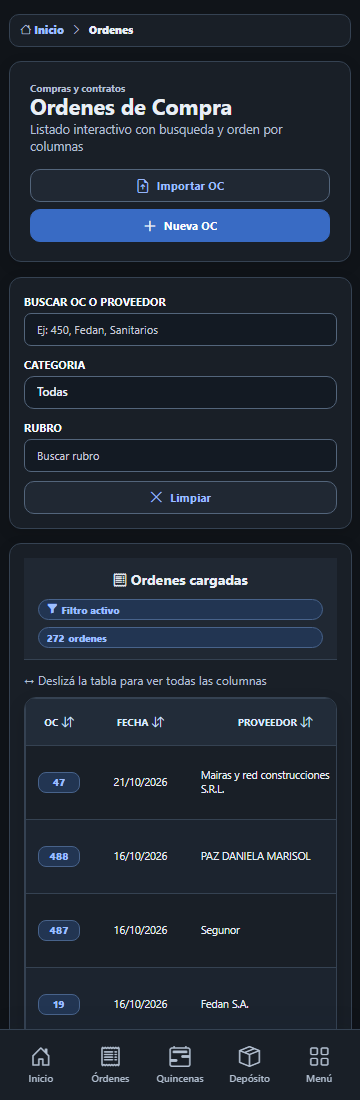 Inicio > Ordenes
Compras y contratos
Ordenes de Compra
Listado interactivo con busqueda y orden por
columnas
Importar OC
+ Nueva OC
BUSCAR OC O PROVEEDOR
Ej: 450, Fedan, Sanitarios
CATEGORIA
Todas
RUBRO
Buscar rubro
Limpiar
Ordenes cargadas
Filtro activo
272 ordenes
↔ Deslizá la tabla para ver todas las columnas
OC FECHA PROVEEDOR
47 21/10/2026 Mairas y red construcciones
S.R.L.
488 16/10/2026 PAZ DANIELA MARISOL
487 16/10/2026 Segunor
19 16/10/2026 Fedan S.A.
Inicio Órdenes Quincenas Depósito Menú